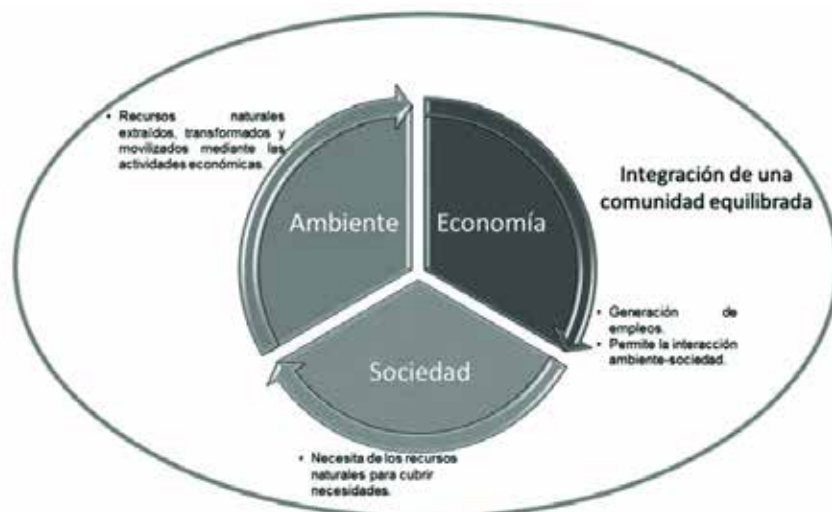 • Recursos naturales
extraídos, transformados y
movilizados mediante las
actividades económicas.
Integración de una
comunidad equilibrada
Ambiente
Economía
• Generación de
empleos.
• Permite la interacción
ambiente-sociedad.
Sociedad
• Necesita de los recursos
naturales para cubrir
necesidades.